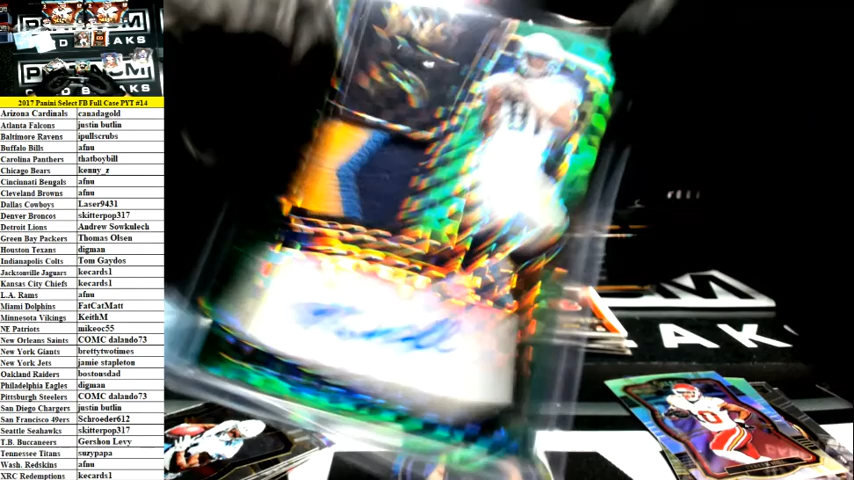 2017 Panini Select FB Full Case PYT #14
Arizona Cardinals canadagold
Atlanta Falcons justin butlin
Baltimore Ravens ipullscrubs
Buffalo Bills afnu
Carolina Panthers thatboybill
Chicago Bears kenny_z
Cincinnati Bengals afnu
Cleveland Browns afnu
Dallas Cowboys Laser9431
Denver Broncos skitterpop317
Detroit Lions Andrew Sowkulech
Green Bay Packers Thomas Olsen
Houston Texans digman
Indianapolis Colts Tom Gaydos
Jacksonville Jaguars kecards1
Kansas City Chiefs kecards1
L.A. Rams afnu
Miami Dolphins FatCatMatt
Minnesota Vikings KeithM
NE Patriots mikeoc55
New Orleans Saints COMC dalando73
New York Giants brettytwotimes
New York Jets jamie stapleton
Oakland Raiders bostonsdad
Philadelphia Eagles digman
Pittsburgh Steelers COMC dalando73
San Diego Chargers justin butlin
San Francisco 49ers Schroeder612
Seattle Seahawks skitterpop317
T.B. Buccaneers Gershon Levy
Tennessee Titans suzypapa
Wash. Redskins afnu
XRC Redemptions kecards1